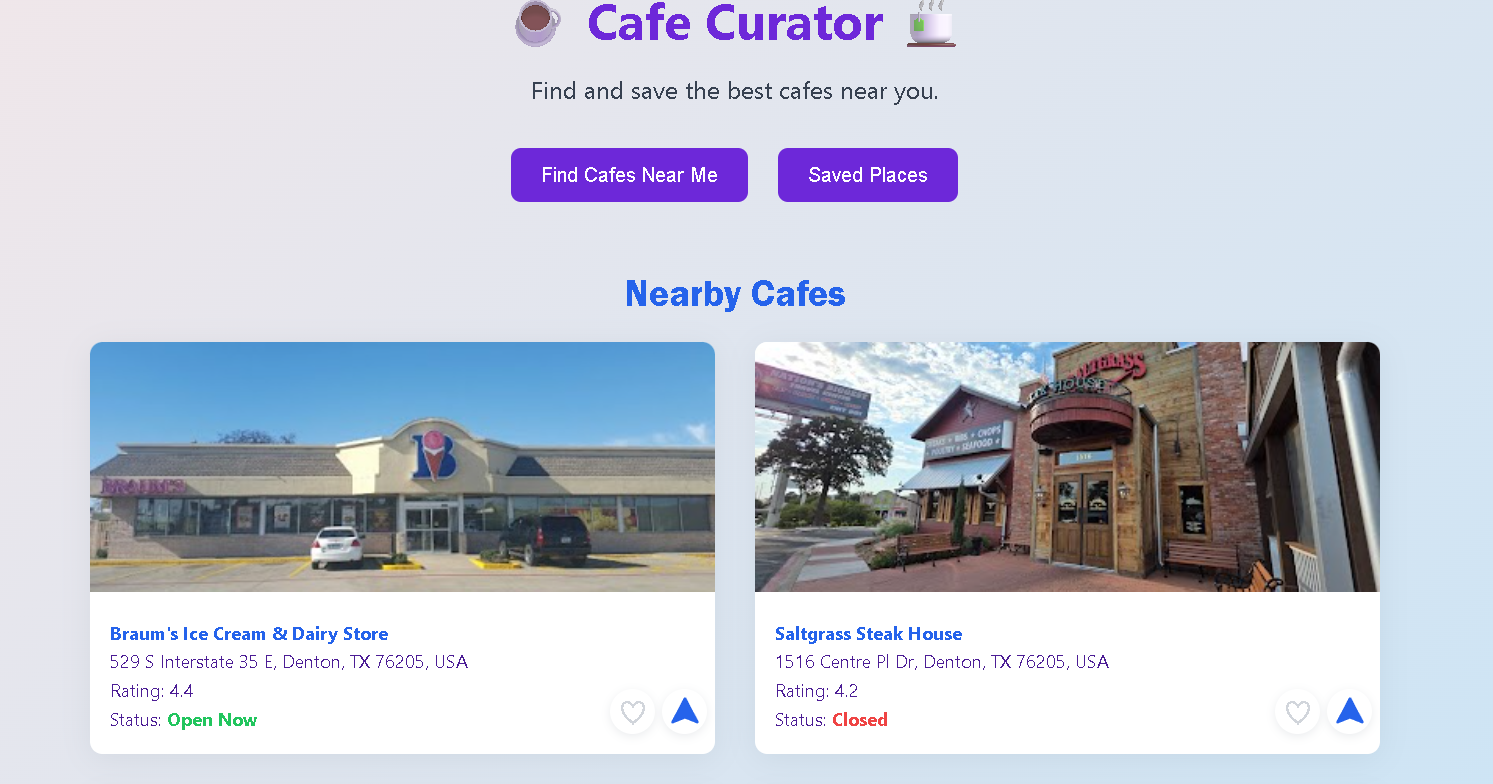 Cafe Curator
Find and save the best cafes near you.
Find Cafes Near Me
Saved Places
Nearby Cafes
B
BRAUM'S
SALTGRASS
STEAK HOUSE
STEAKS ★ RIBS ★ CHOPS
POULTRY ★ SEAFOOD ★
1516
Braum's Ice Cream & Dairy Store
529 S Interstate 35 E, Denton, TX 76205, USA
Rating: 4.4
Status: Open Now
Saltgrass Steak House
1516 Centre Pl Dr, Denton, TX 76205, USA
Rating: 4.2
Status: Closed